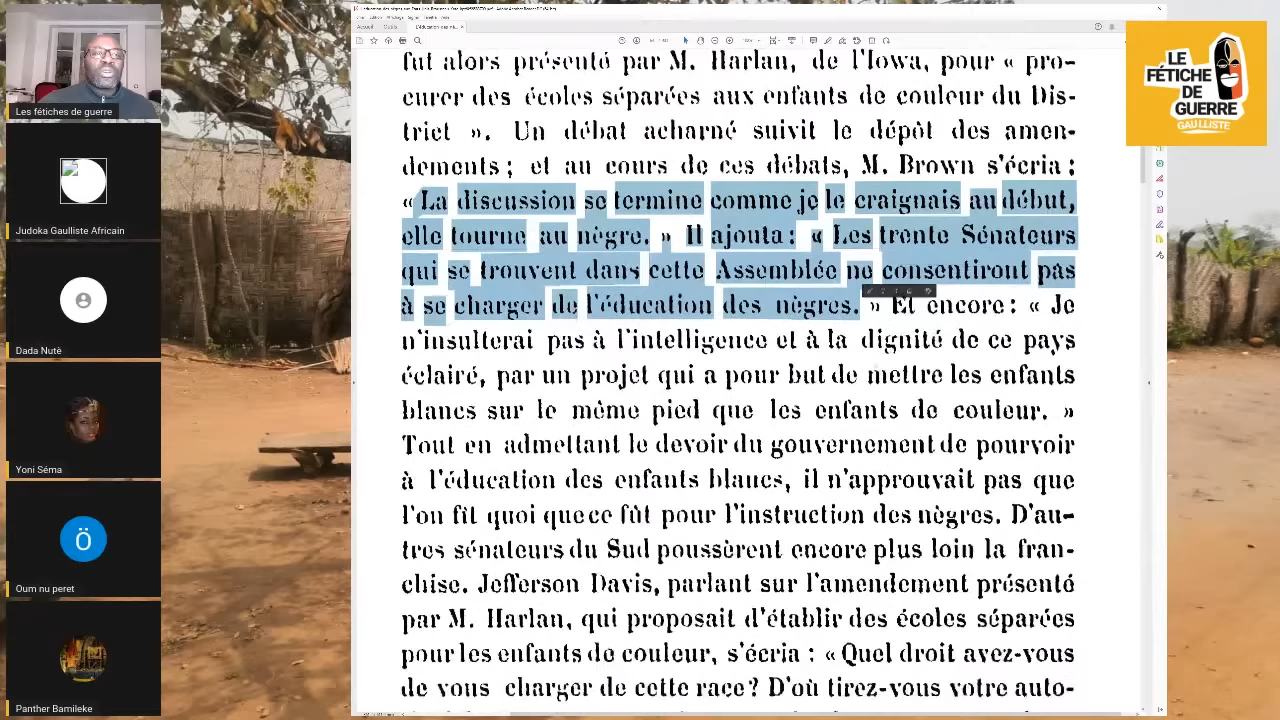 Les fétiches de guerre
Judoka Gaulliste Africain
Dada Nutè
Yoni Séma
Ö
Oum nu peret
Panther Bamileke
LE
FÉTICHE
DE
GUERRE
GAULLISTE
Accueil Outils
fut alors présenté par M. Harlan, de l'Iowa, pour « pro-
curer des écoles séparées aux enfants de couleur du Dis-
trict ». Un débat acharné suivit le dépôt des amen-
dements; et au cours de ces débats, M. Brown s'écria :
« La discussion se termine comme je le craignais au début,
elle tourne au nègre. » Il ajouta : « Les trente Sénateurs
qui se trouvent dans cette Assemblée ne consentiront pas
à se charger de l'éducation des nègres. » Et encore : « Je
n'insulterai pas à l'intelligence et à la dignité de ce pays
éclairé, par un projet qui a pour but de mettre les enfants
blancs sur le même pied que les enfants de couleur. »
Tout en admettant le devoir du gouvernement de pourvoir
à l'éducation des enfants blancs, il n'approuvait pas que
l'on fît quoi que ce fût pour l'instruction des nègres. D'au-
tres sénateurs du Sud poussèrent encore plus loin la fran-
chise. Jefferson Davis, parlant sur l'amendement présenté
par M. Harlan, qui proposait d'établir des écoles séparées
pour les enfants de couleur, s'écria : « Quel droit avez-vous
de vous charger de cette race? D'où tirez-vous votre auto-